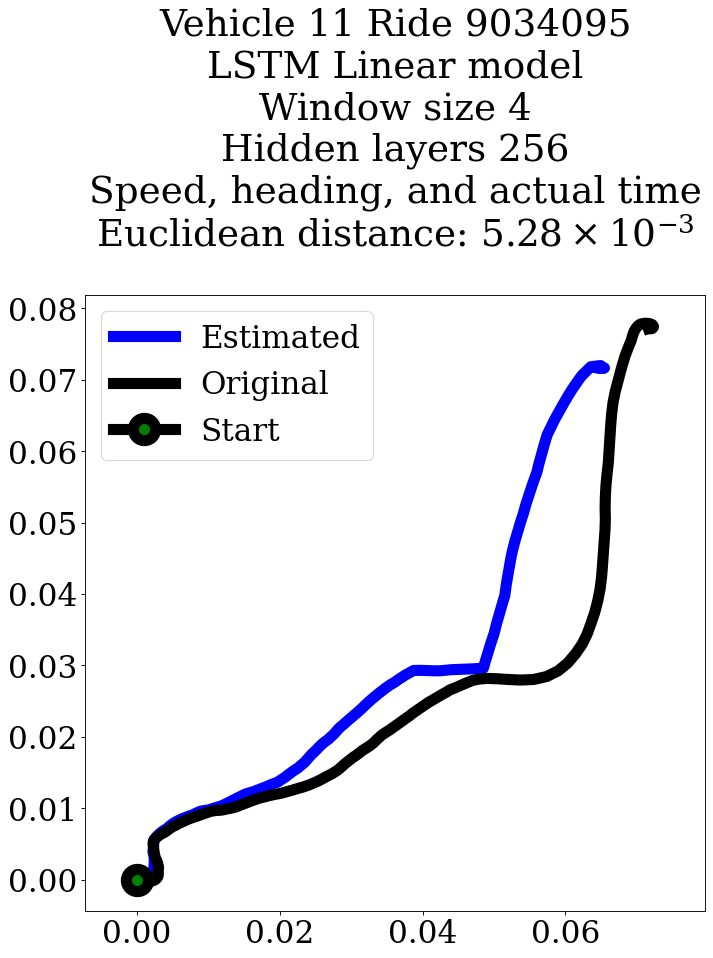 Vehicle 11 Ride 9034095
LSTM Linear model
Window size 4
Hidden layers 256
Speed, heading, and actual time
Euclidean distance: 5.28 × 10⁻³
Estimated
Original
Start
0.08
0.07
0.06
0.05
0.04
0.03
0.02
0.01
0.00
0.00 0.02 0.04 0.06